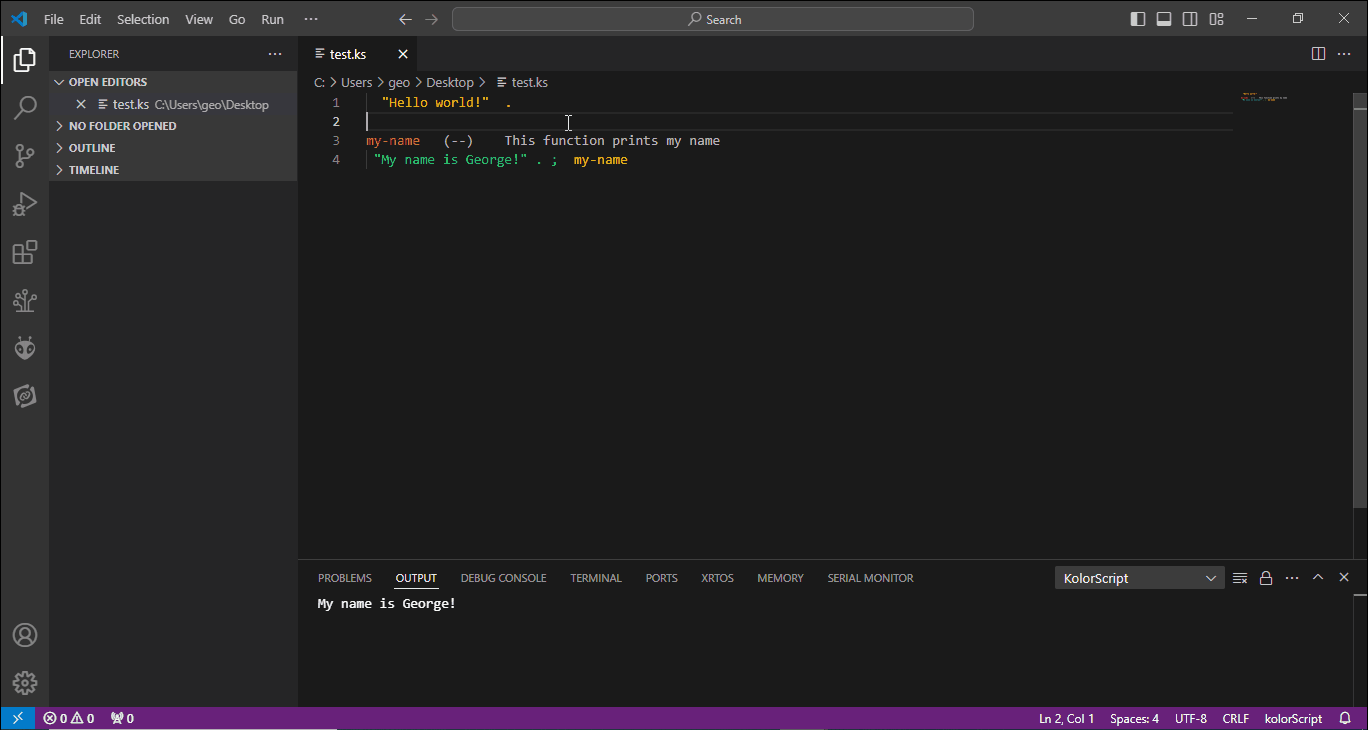 File Edit Selection View Go Run ···
Search
EXPLORER ···
OPEN EDITORS
test.ks C:\Users\geo\Desktop
NO FOLDER OPENED
OUTLINE
TIMELINE
test.ks
C: > Users > geo > Desktop > test.ks
1 "Hello world!" .
2
3 my-name (--) This function prints my name
4 "My name is George!" . ; my-name
PROBLEMS OUTPUT DEBUG CONSOLE TERMINAL PORTS XRTOS MEMORY SERIAL MONITOR KolorScript
My name is George!
0 0 0 Ln 2, Col 1 Spaces: 4 UTF-8 CRLF kolorScript